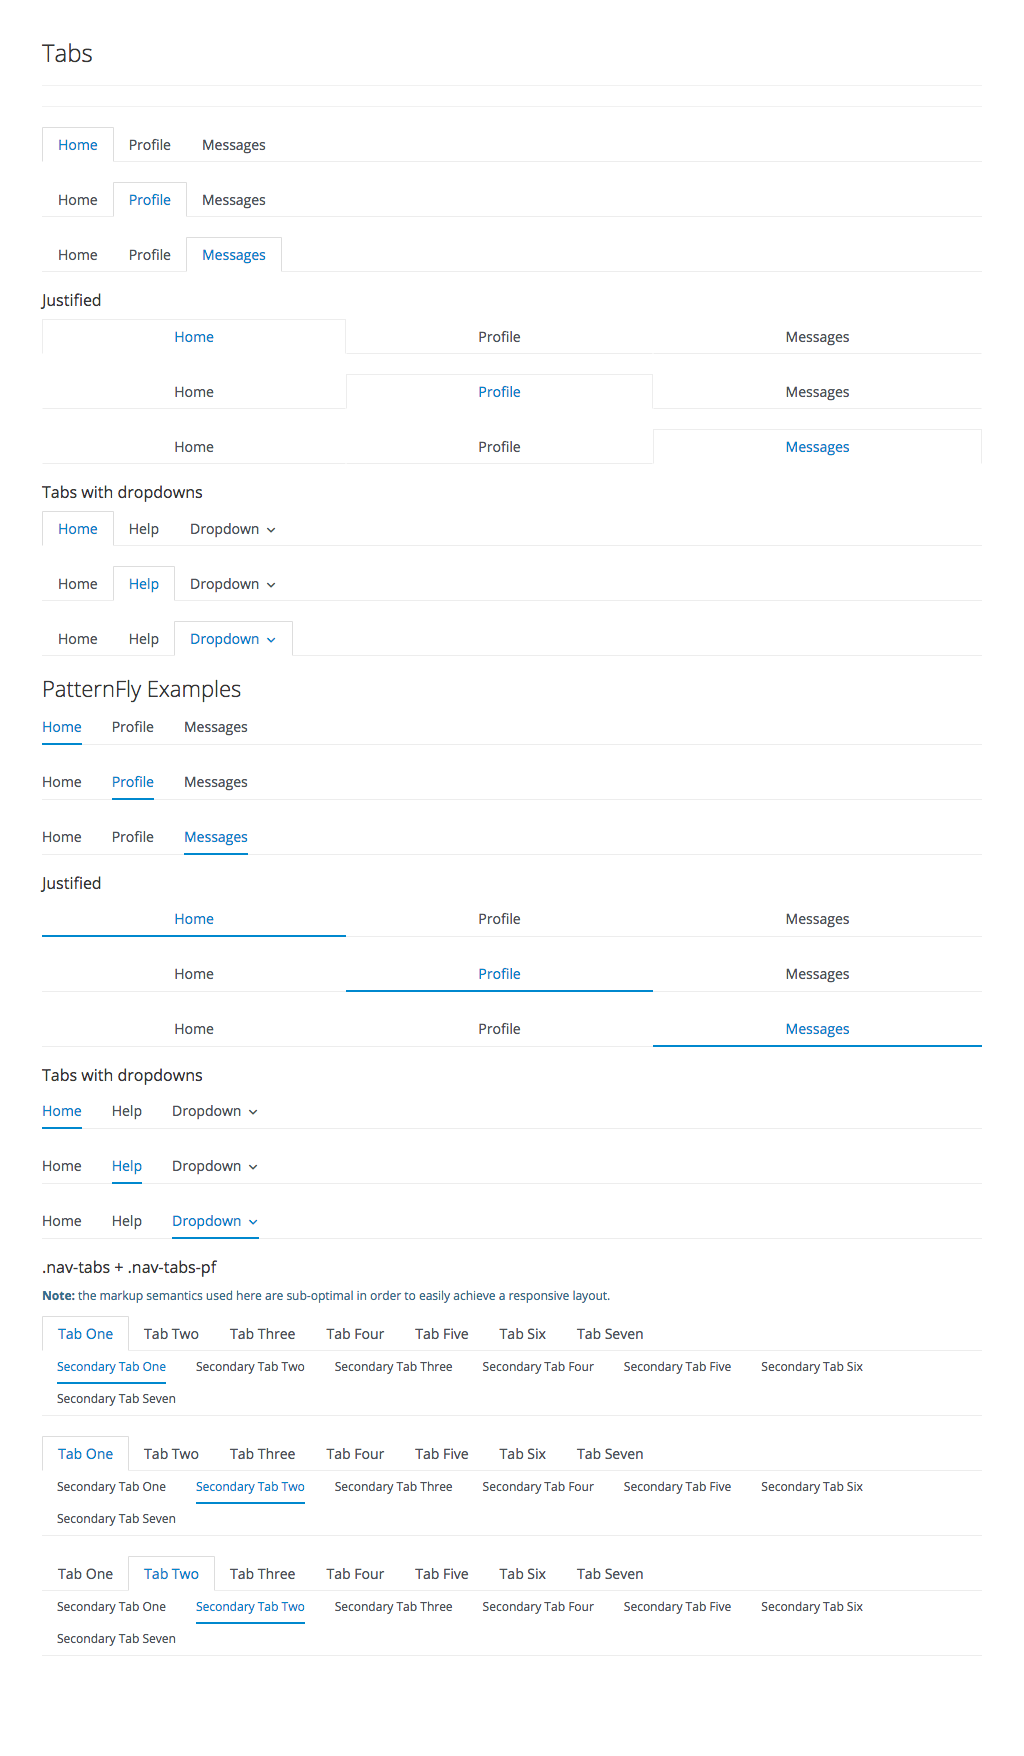 Tabs
Home Profile Messages
Home Profile Messages
Home Profile Messages
Justified
Home Profile Messages
Home Profile Messages
Home Profile Messages
Tabs with dropdowns
Home Help Dropdown
Home Help Dropdown
Home Help Dropdown
PatternFly Examples
Home Profile Messages
Home Profile Messages
Home Profile Messages
Justified
Home Profile Messages
Home Profile Messages
Home Profile Messages
Tabs with dropdowns
Home Help Dropdown
Home Help Dropdown
Home Help Dropdown
.nav-tabs + .nav-tabs-pf
Note: the markup semantics used here are sub-optimal in order to easily achieve a responsive layout.
Tab One Tab Two Tab Three Tab Four Tab Five Tab Six Tab Seven
Secondary Tab One Secondary Tab Two Secondary Tab Three Secondary Tab Four Secondary Tab Five Secondary Tab Six
Secondary Tab Seven
Tab One Tab Two Tab Three Tab Four Tab Five Tab Six Tab Seven
Secondary Tab One Secondary Tab Two Secondary Tab Three Secondary Tab Four Secondary Tab Five Secondary Tab Six
Secondary Tab Seven
Tab One Tab Two Tab Three Tab Four Tab Five Tab Six Tab Seven
Secondary Tab One Secondary Tab Two Secondary Tab Three Secondary Tab Four Secondary Tab Five Secondary Tab Six
Secondary Tab Seven